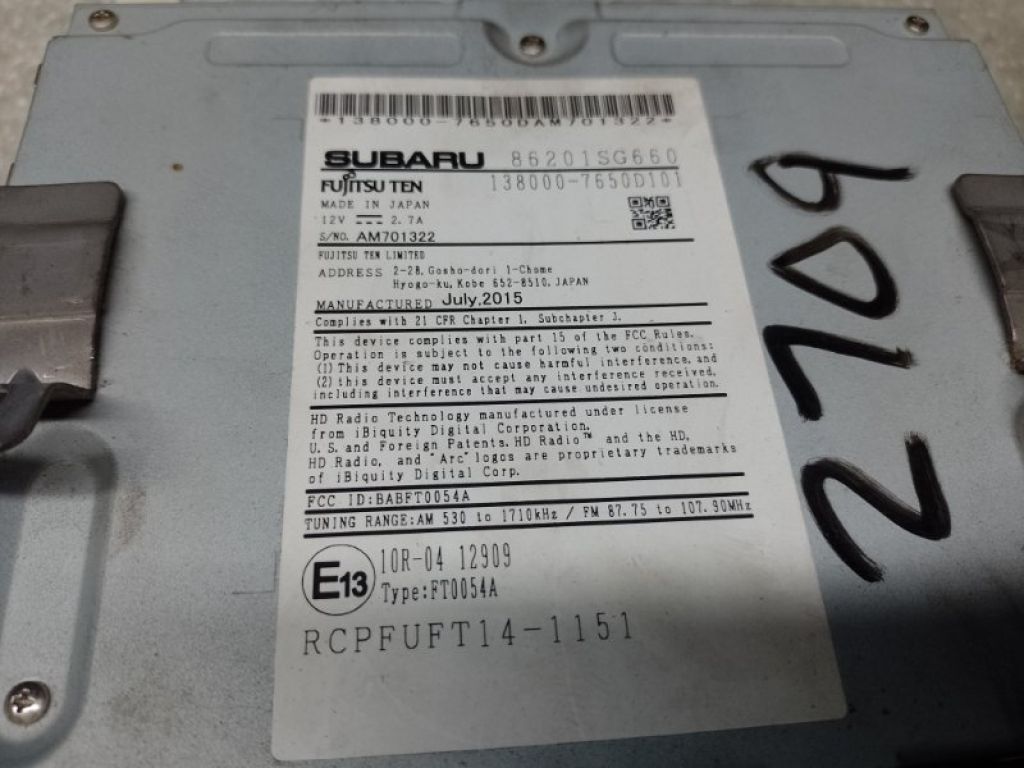 *138000-7650DAM701322*
SUBARU 86201SG660
FUJITSU TEN 138000-7650D101
MADE IN JAPAN
12V 2.7A
S/NO. AM701322
FUJITSU TEN LIMITED
ADDRESS 2-28, Gosho-dori 1-Chome
Hyogo-ku, Kobe 652-8510, JAPAN
MANUFACTURED July,2015
Complies with 21 CFR Chapter 1, Subchapter J.
This device complies with part 15 of the FCC Rules.
Operation is subject to the following two conditions:
(1) This device may not cause harmful interference, and
(2) this device must accept any interference received,
including interference that may cause undesired operation.
HD Radio Technology manufactured under license
from iBiquity Digital Corporation.
U.S. and Foreign Patents. HD Radio™ and the HD,
HD Radio, and "Arc" logos are proprietary trademarks
of iBiquity Digital Corp.
FCC ID:BABFT0054A
TUNING RANGE:AM 530 to 1710kHz / FM 87.75 to 107.90MHz
E13 10R-04 12909
Type:FT0054A
RCPFUFT14-1151
2709